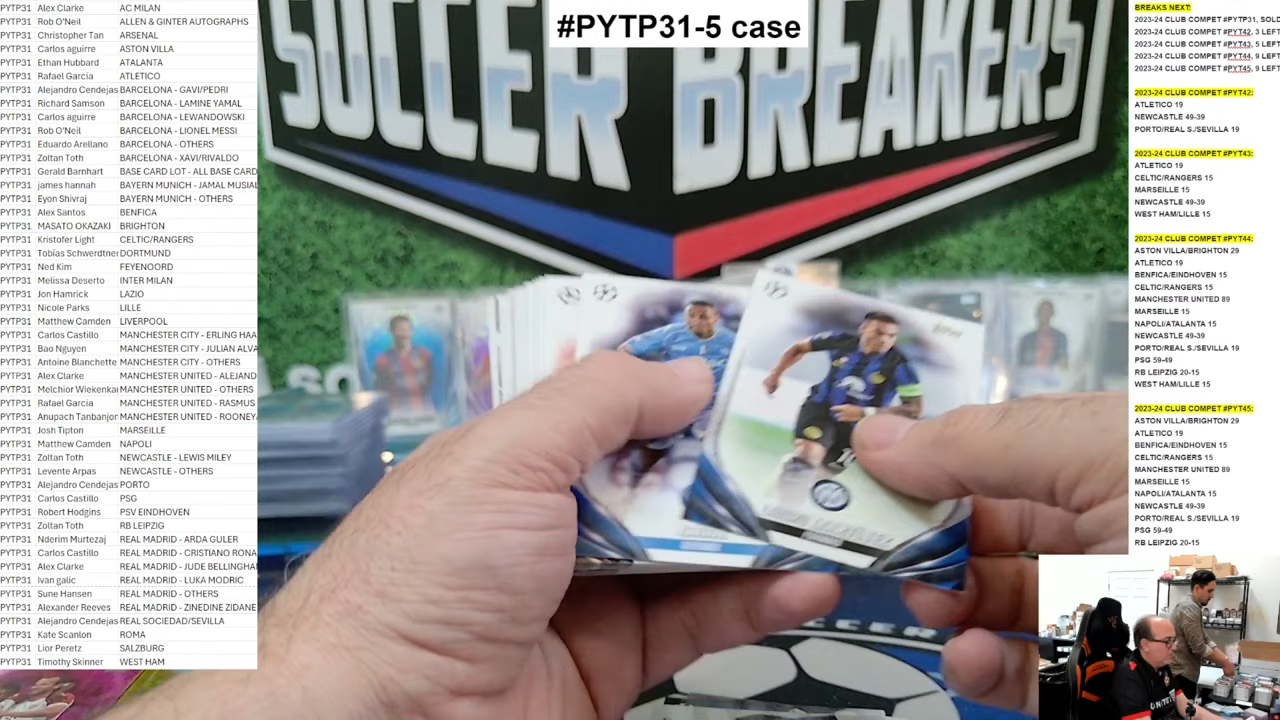 #PYTP31-5 case
SOCCER BREAKERS
PYTP31 Alex Clarke AC MILAN
PYTP31 Rob O'Neil ALLEN & GINTER AUTOGRAPHS
PYTP31 Christopher Tan ARSENAL
PYTP31 Carlos aguirre ASTON VILLA
PYTP31 Ethan Hubbard ATALANTA
PYTP31 Rafael Garcia ATLETICO
PYTP31 Alejandro Cendejas BARCELONA - GAVI/PEDRI
PYTP31 Richard Samson BARCELONA - LAMINE YAMAL
PYTP31 Carlos aguirre BARCELONA - LEWANDOWSKI
PYTP31 Rob O'Neil BARCELONA - LIONEL MESSI
PYTP31 Eduardo Arellano BARCELONA - OTHERS
PYTP31 Zoltan Toth BARCELONA - XAVI/RIVALDO
PYTP31 Gerald Barnhart BASE CARD LOT - ALL BASE CARD
PYTP31 james hannah BAYERN MUNICH - JAMAL MUSIAL
PYTP31 Eyon Shivraj BAYERN MUNICH - OTHERS
PYTP31 Alex Santos BENFICA
PYTP31 MASATO OKAZAKI BRIGHTON
PYTP31 Kristofer Light CELTIC/RANGERS
PYTP31 Tobias Schwerdtner DORTMUND
PYTP31 Ned Kim FEYENOORD
PYTP31 Melissa Deserto INTER MILAN
PYTP31 Jon Hamrick LAZIO
PYTP31 Nicole Parks LILLE
PYTP31 Matthew Camden LIVERPOOL
PYTP31 Carlos Castillo MANCHESTER CITY - ERLING HAA
PYTP31 Bao Nguyen MANCHESTER CITY - JULIAN ALVA
PYTP31 Antoine Blanchette MANCHESTER CITY - OTHERS
PYTP31 Alex Clarke MANCHESTER UNITED - ALEJAND
PYTP31 Melchior Wiekenka MANCHESTER UNITED - OTHERS
PYTP31 Rafael Garcia MANCHESTER UNITED - RASMUS
PYTP31 Anupach Tanbanjon MANCHESTER UNITED - ROONEY
PYTP31 Josh Tipton MARSEILLE
PYTP31 Matthew Camden NAPOLI
PYTP31 Zoltan Toth NEWCASTLE - LEWIS MILEY
PYTP31 Levente Arpas NEWCASTLE - OTHERS
PYTP31 Alejandro Cendejas PORTO
PYTP31 Carlos Castillo PSG
PYTP31 Robert Hodgins PSV EINDHOVEN
PYTP31 Zoltan Toth RB LEIPZIG
PYTP31 Nderim Murtezaj REAL MADRID - ARDA GULER
PYTP31 Carlos Castillo REAL MADRID - CRISTIANO RONA
PYTP31 Alex Clarke REAL MADRID - JUDE BELLINGHA
PYTP31 Ivan galic REAL MADRID - LUKA MODRIC
PYTP31 Sune Hansen REAL MADRID - OTHERS
PYTP31 Alexander Reeves REAL MADRID - ZINEDINE ZIDANE
PYTP31 Alejandro Cendejas REAL SOCIEDAD/SEVILLA
PYTP31 Kate Scanlon ROMA
PYTP31 Lior Peretz SALZBURG
PYTP31 Timothy Skinner WEST HAM
BREAKS NEXT:
2023-24 CLUB COMPET #PYTP31, SOL
2023-24 CLUB COMPET #PYT42, 3 LEFT
2023-24 CLUB COMPET #PYT43, 5 LEFT
2023-24 CLUB COMPET #PYT44, 9 LEFT
2023-24 CLUB COMPET #PYT45, 9 LEFT
2023-24 CLUB COMPET #PYT42:
ATLETICO 19
NEWCASTLE 49-39
PORTO/REAL S./SEVILLA 19
2023-24 CLUB COMPET #PYT43:
ATLETICO 19
CELTIC/RANGERS 15
MARSEILLE 15
NEWCASTLE 49-39
WEST HAM/LILLE 15
2023-24 CLUB COMPET #PYT44:
ASTON VILLA/BRIGHTON 29
ATLETICO 19
BENFICA/EINDHOVEN 15
CELTIC/RANGERS 15
MANCHESTER UNITED 89
MARSEILLE 15
NAPOLI/ATALANTA 15
NEWCASTLE 49-39
PORTO/REAL S./SEVILLA 19
PSG 59-49
RB LEIPZIG 20-15
WEST HAM/LILLE 15
2023-24 CLUB COMPET #PYT45:
ASTON VILLA/BRIGHTON 29
ATLETICO 19
BENFICA/EINDHOVEN 15
CELTIC/RANGERS 15
MANCHESTER UNITED 89
MARSEILLE 15
NAPOLI/ATALANTA 15
NEWCASTLE 49-39
PORTO/REAL S./SEVILLA 19
PSG 59-49
RB LEIPZIG 20-15